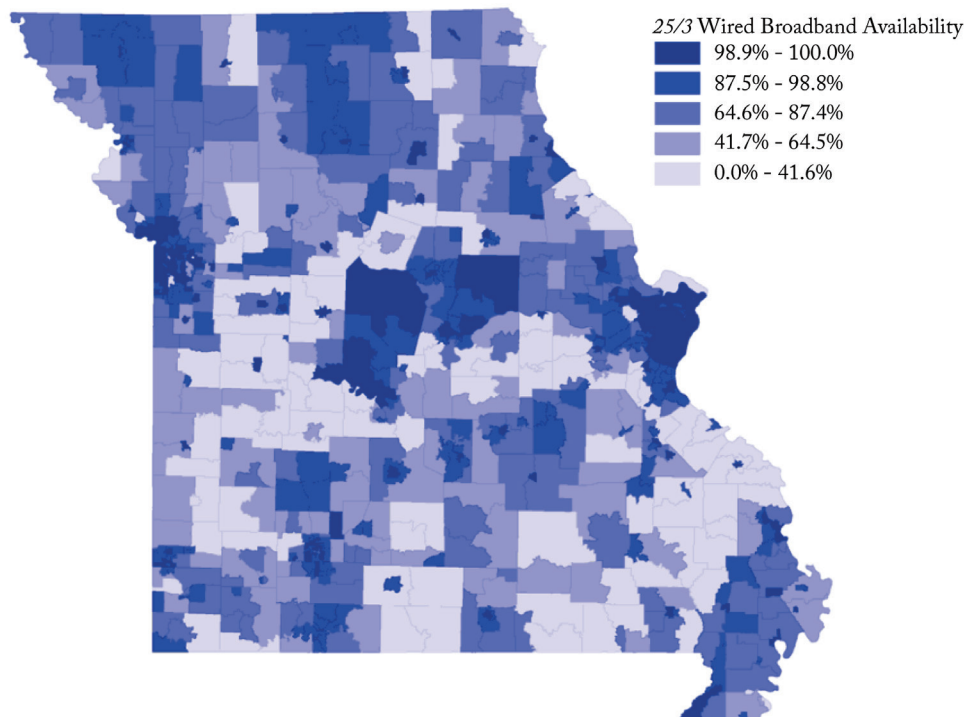 25/3 Wired Broadband Availability
98.9% - 100.0%
87.5% - 98.8%
64.6% - 87.4%
41.7% - 64.5%
0.0% - 41.6%